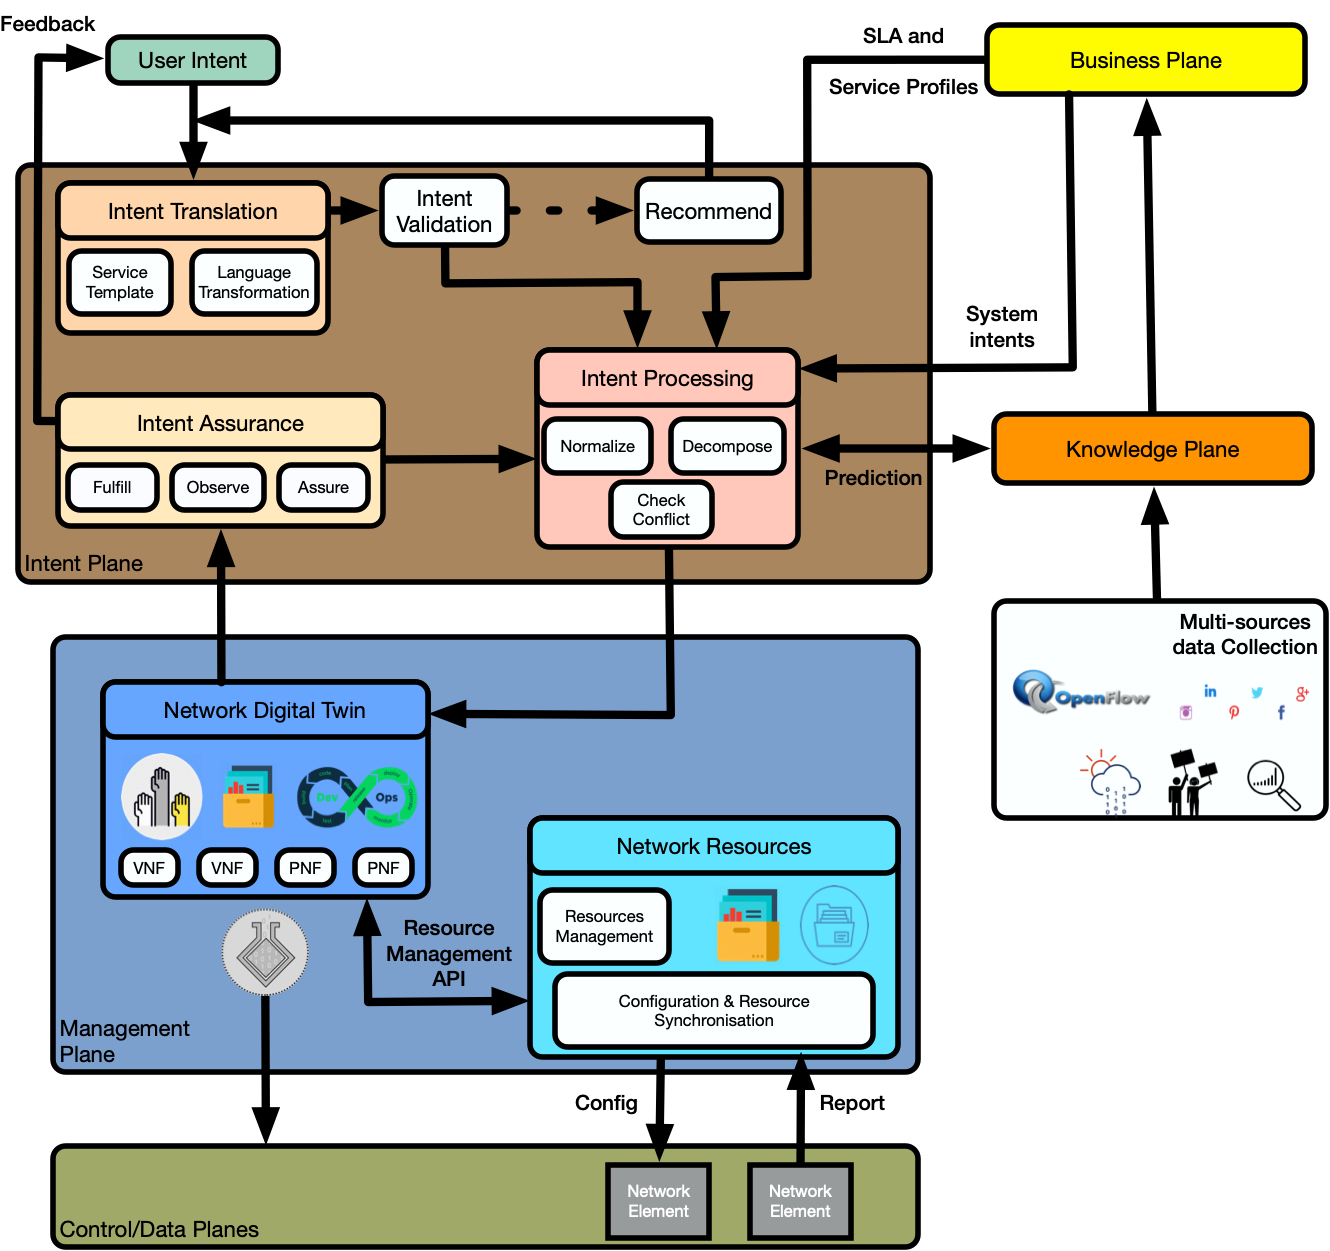 Feedback
User Intent
SLA and
Service Profiles
Business Plane
Intent Translation
Service
Template
Language
Transformation
Intent
Validation
Recommend
System
intents
Intent Processing
Normalize
Decompose
Check
Conflict
Intent Assurance
Fulfill
Observe
Assure
Prediction
Knowledge Plane
Intent Plane
Multi-sources
data Collection
OpenFlow
in
g+
f
Network Digital Twin
Dev
Ops
VNF
VNF
PNF
PNF
Network Resources
Resources
Management
Configuration & Resource
Synchronisation
Resource
Management
API
Management
Plane
Config
Report
Network
Element
Network
Element
Control/Data Planes